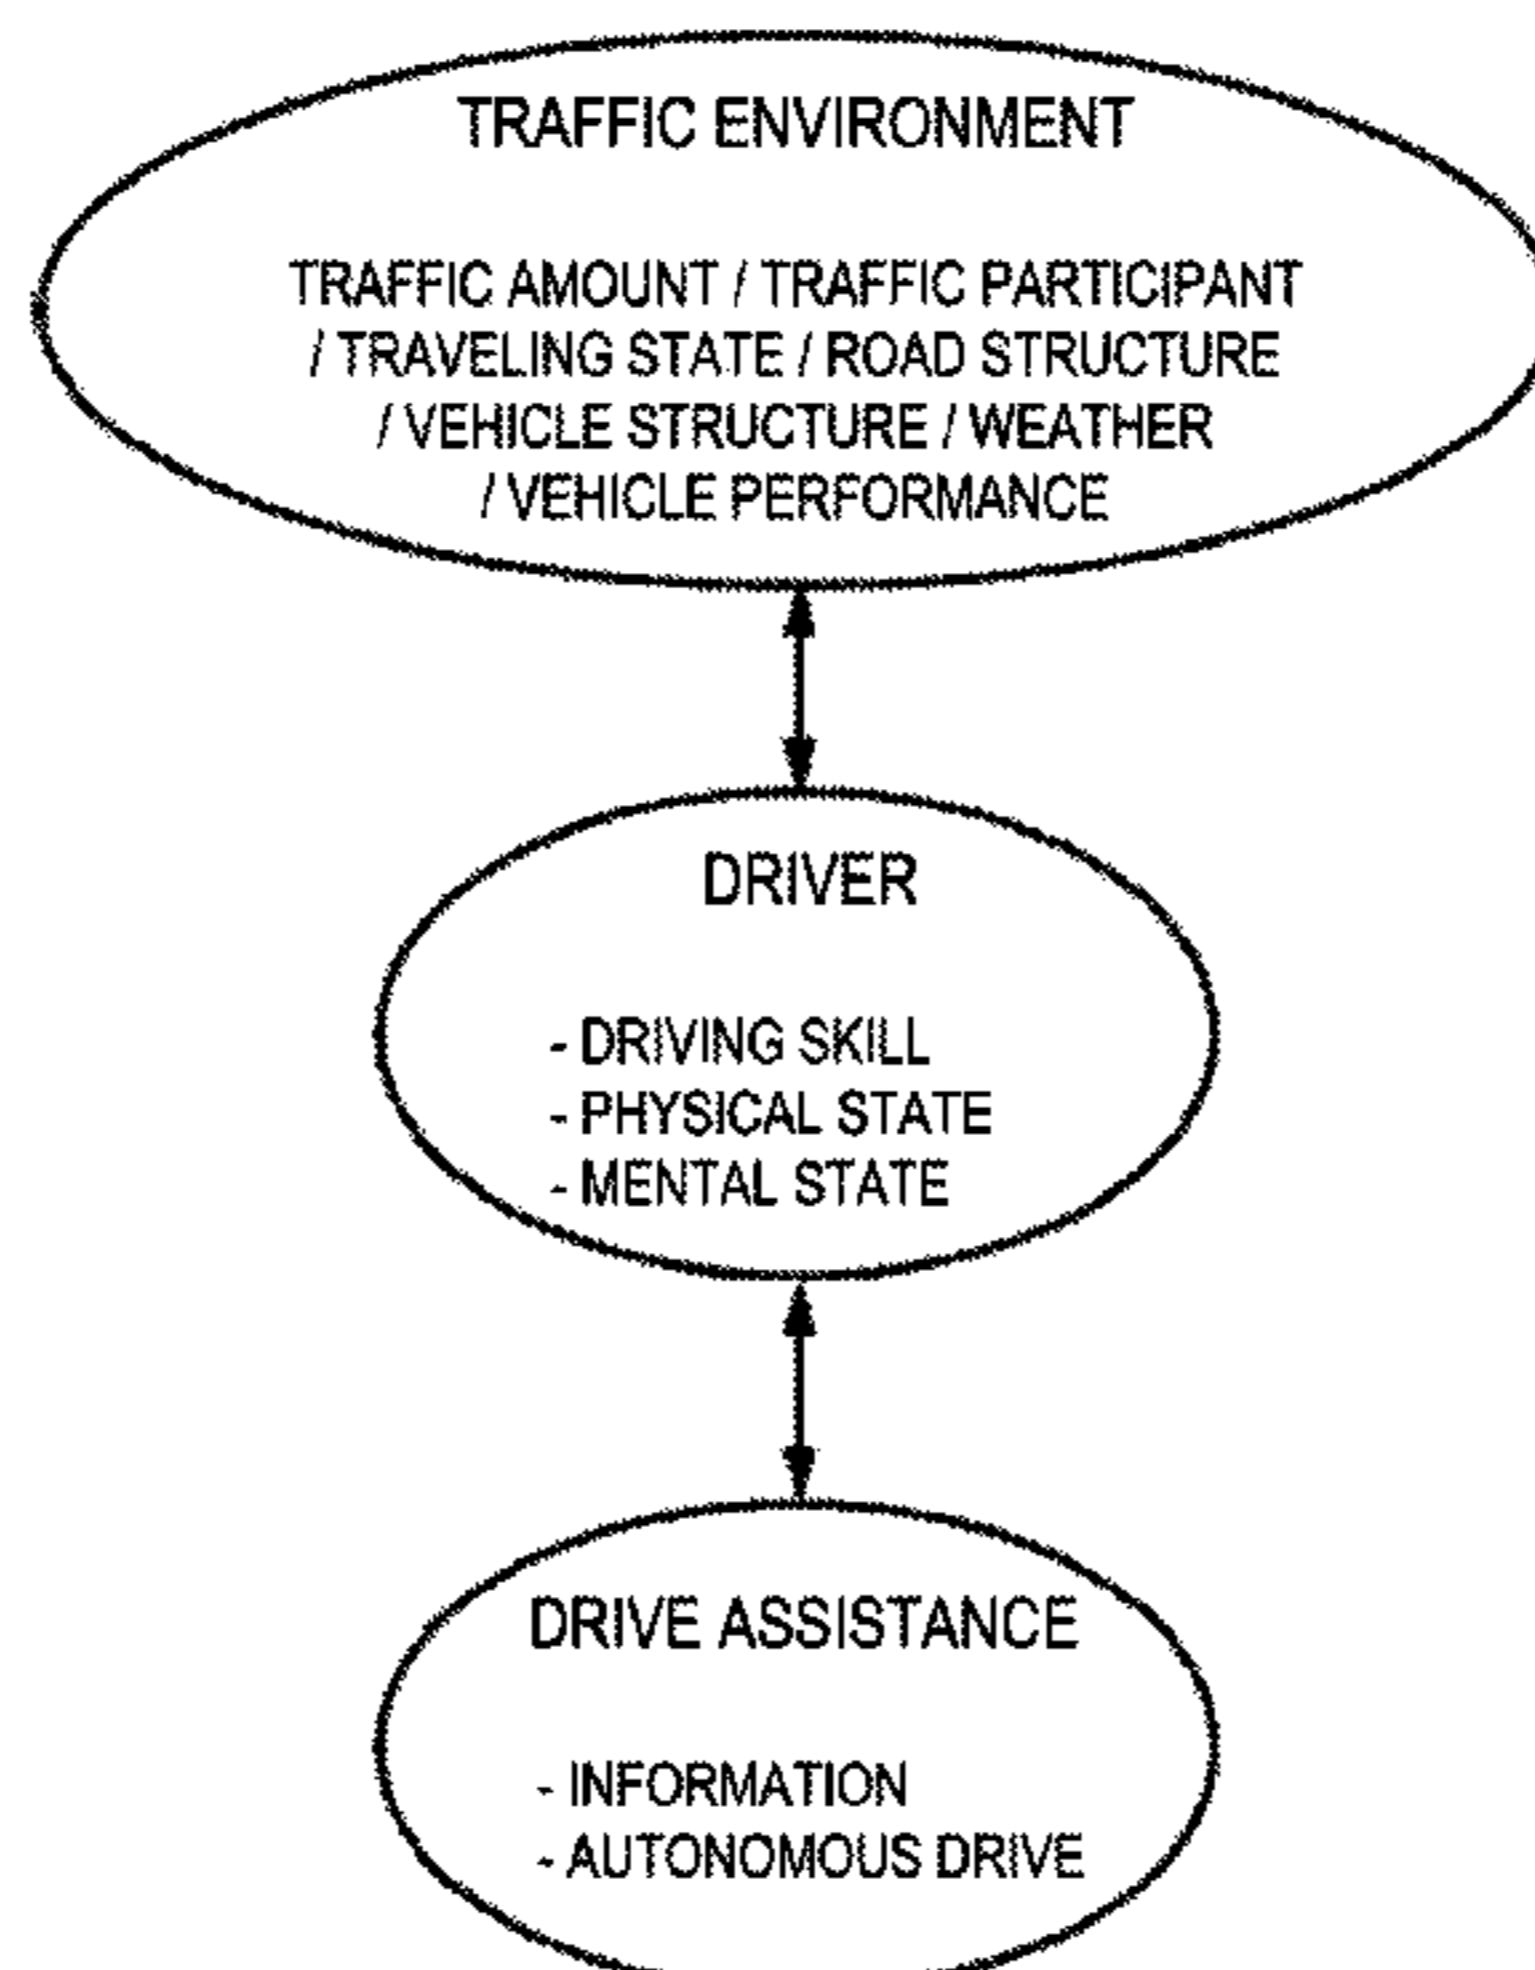 TRAFFIC ENVIRONMENT
TRAFFIC AMOUNT / TRAFFIC PARTICIPANT
/ TRAVELING STATE / ROAD STRUCTURE
/ VEHICLE STRUCTURE / WEATHER
/ VEHICLE PERFORMANCE
DRIVER
- DRIVING SKILL
- PHYSICAL STATE
- MENTAL STATE
DRIVE ASSISTANCE
- INFORMATION
- AUTONOMOUS DRIVE